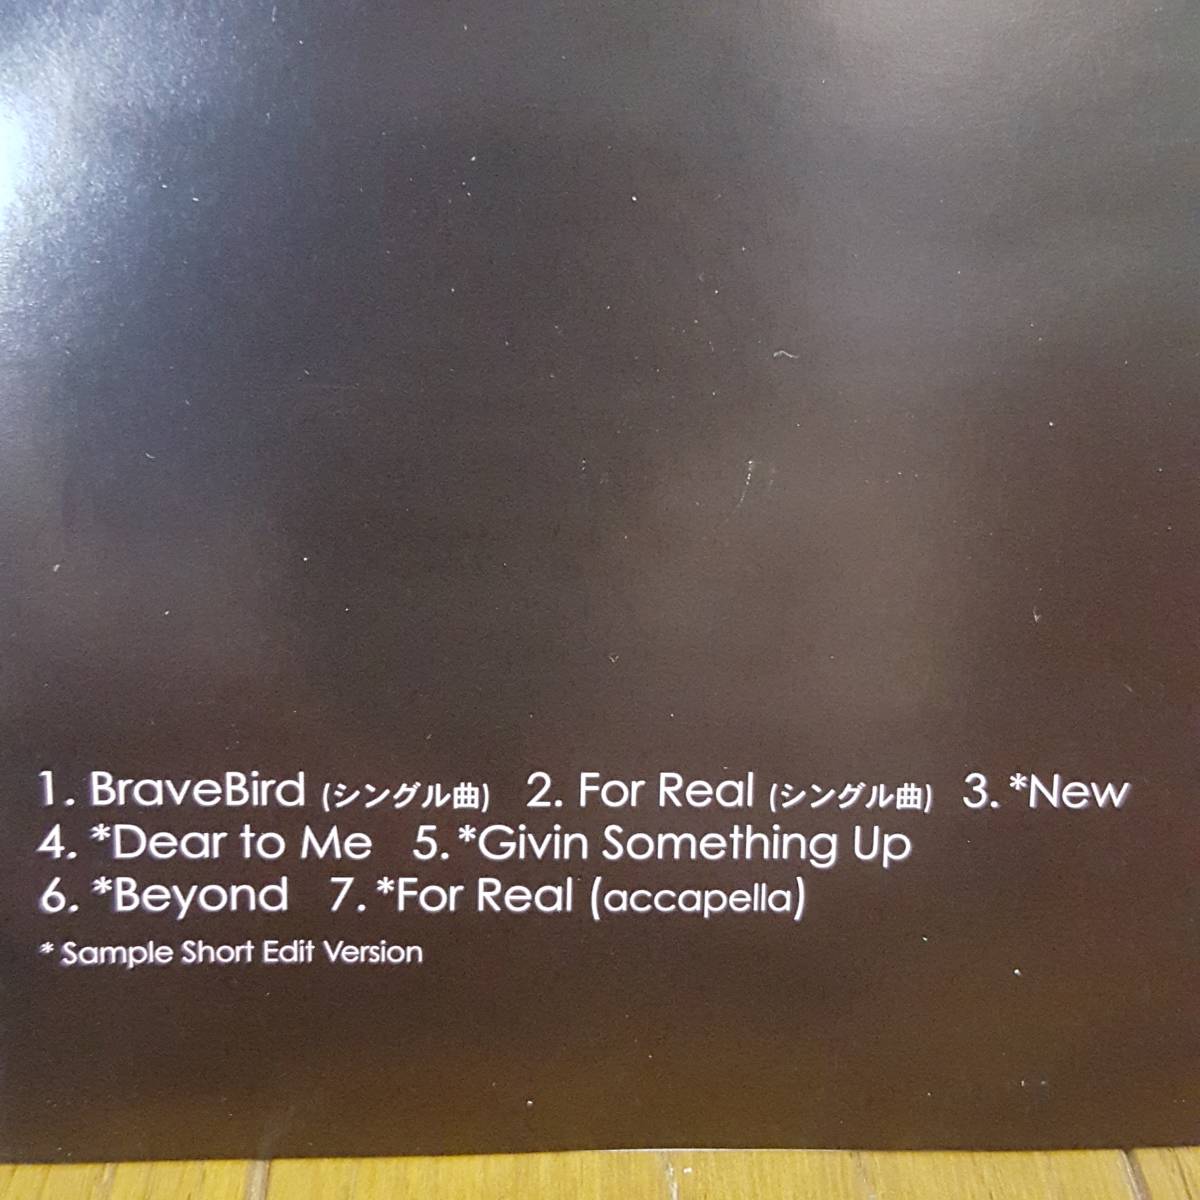 1. BraveBird (シングル曲) 2. For Real (シングル曲) 3. *New
4. *Dear to Me 5. *Givin Something Up
6. *Beyond 7. *For Real (accapella)
* Sample Short Edit Version